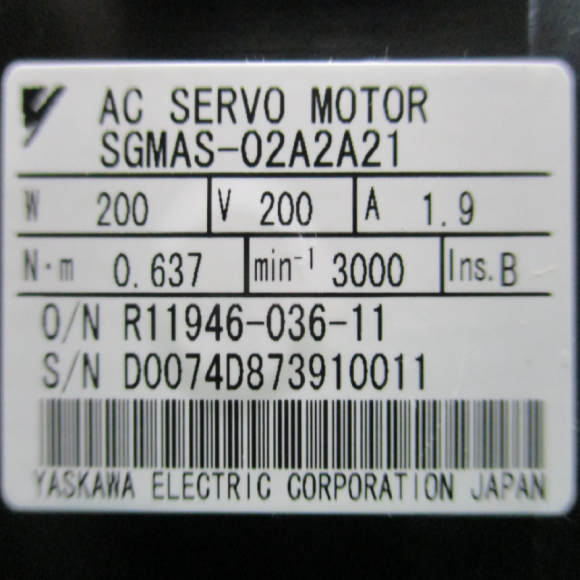 AC SERVO MOTOR
SGMAS-02A2A21
W 200 V 200 A 1.9
N·m 0.637 min⁻¹ 3000 Ins. B
O/N R11946-036-11
S/N D0074D873910011
YASKAWA ELECTRIC CORPORATION JAPAN